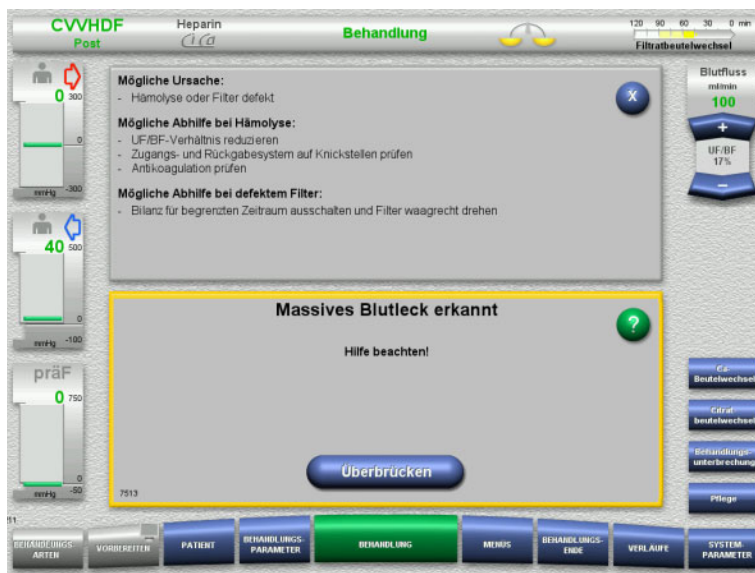 CVVHDF
Post
Heparin
Ci Ca
Behandlung
120 90 60 30 0 min
Filtratbeutelwechsel
0
300
0
-300
mmHg
40
500
0
-100
mmHg
präF
0
750
0
-50
mmHg
Mögliche Ursache:
- Hämolyse oder Filter defekt
Mögliche Abhilfe bei Hämolyse:
- UF/BF-Verhältnis reduzieren
- Zugangs- und Rückgabesystem auf Knickstellen prüfen
- Antikoagulation prüfen
Mögliche Abhilfe bei defektem Filter:
- Bilanz für begrenzten Zeitraum ausschalten und Filter waagrecht drehen
X
Massives Blutleck erkannt
?
Hilfe beachten!
Überbrücken
7513
Blutfluss
ml/min
100
+
UF/BF
17%
−
Ca-
Beutelwechsel
Citrat-
beutelwechsel
Behandlungs-
unterbrechung
Pflege
BEHANDLUNGS-
ARTEN
VORBEREITEN
PATIENT
BEHANDLUNGS-
PARAMETER
BEHANDLUNG
MENÜS
BEHANDLUNGS-
ENDE
VERLÄUFE
SYSTEM-
PARAMETER